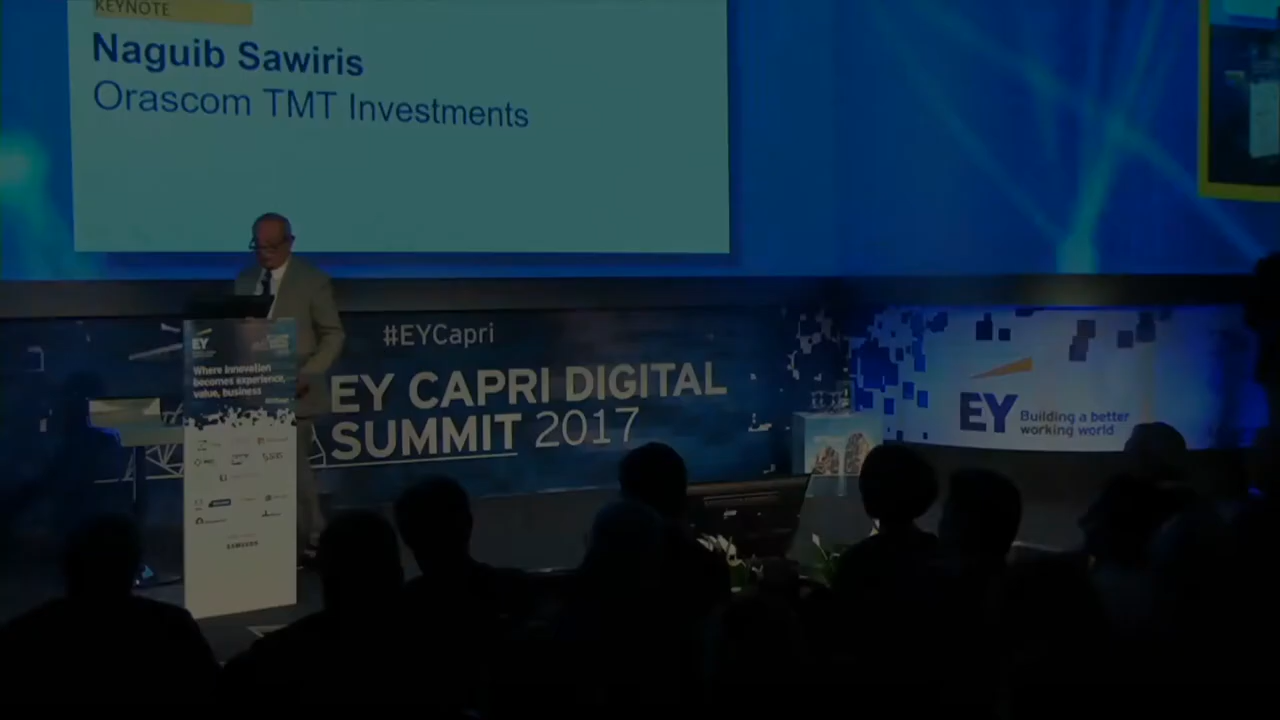 KEYNOTE
Naguib Sawiris
Orascom TMT Investments
#EYCapri
EY CAPRI DIGITAL
SUMMIT 2017
EY
Where innovation
becomes experience,
value, business
SAMSUNG
EY Building a better
working world